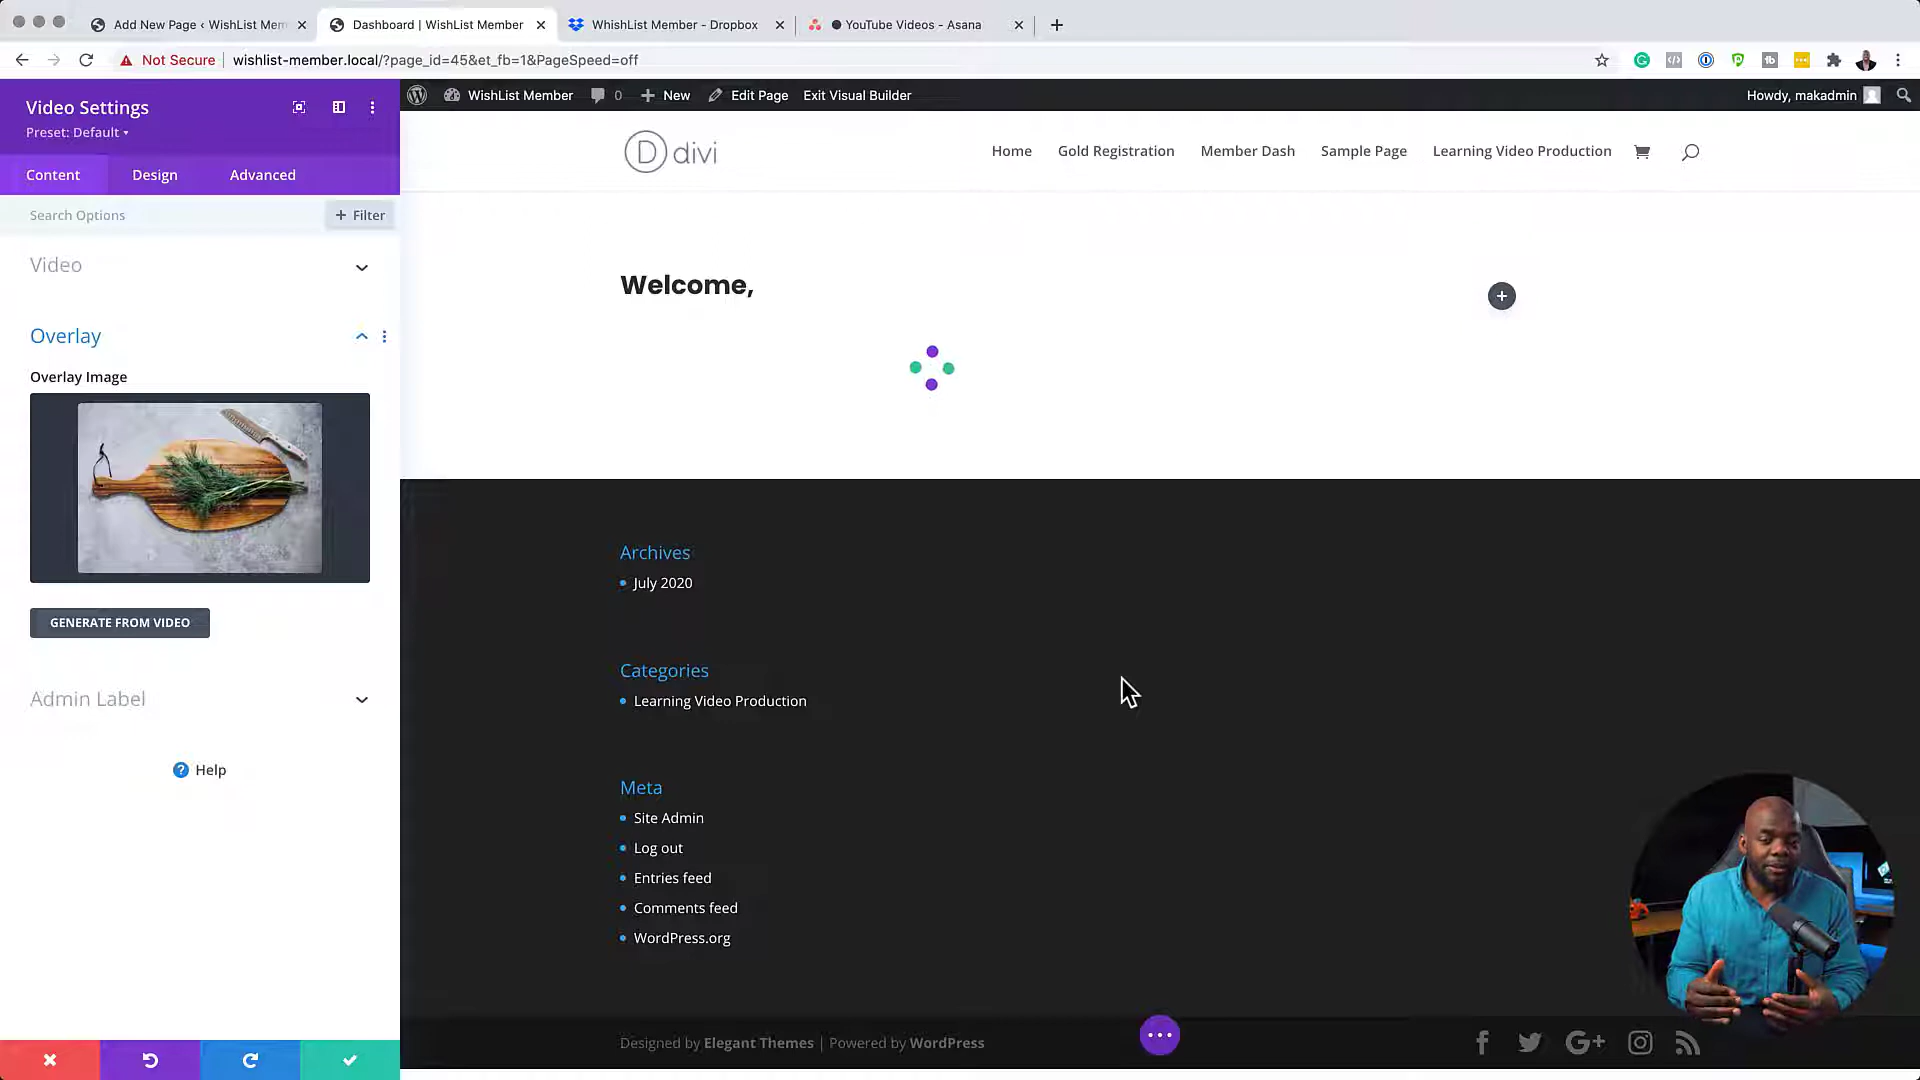 Add New Page ‹ WishList Mem
Dashboard | WishList Member
WhishList Member - Dropbox
YouTube Videos - Asana
Not Secure
wishlist-member.local/?page_id=45&et_fb=1&PageSpeed=off
Video Settings
Preset: Default
WishList Member
0
New
Edit Page
Exit Visual Builder
Howdy, makadmin
Content
Design
Advanced
D divi
Home
Gold Registration
Member Dash
Sample Page
Learning Video Production
Search Options
+ Filter
Video
Overlay
Overlay Image
GENERATE FROM VIDEO
Admin Label
Help
Welcome,
Archives
July 2020
Categories
Learning Video Production
Meta
Site Admin
Log out
Entries feed
Comments feed
WordPress.org
Designed by Elegant Themes | Powered by WordPress